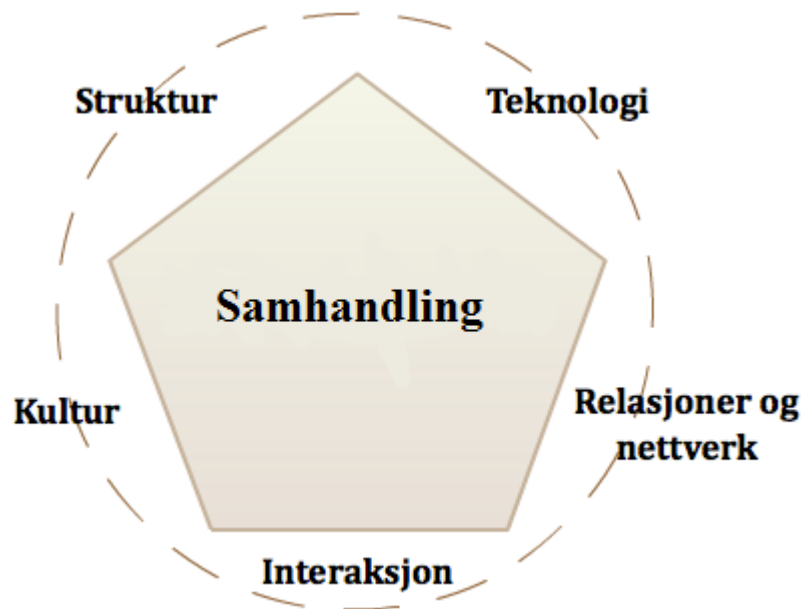 Struktur
Teknologi
Samhandling
Kultur
Relasjoner og
nettverk
Interaksjon